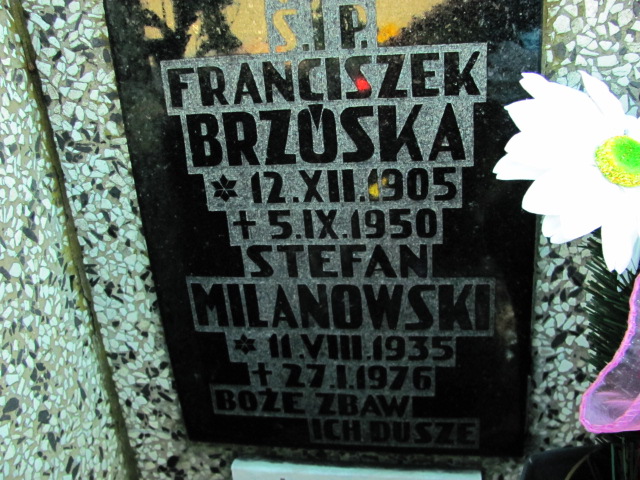 Ś.†P.
FRANCISZEK
BRZÓSKA
* 12.XII.1905
† 5.IX.1950
STEFAN
MILANOWSKI
* 11.VIII.1935
† 27.I.1976
BOŻE ZBAW
ICH DUSZE